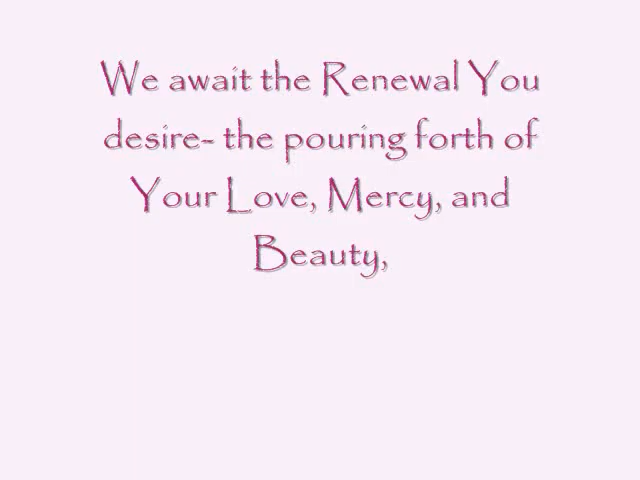 We await the Renewal You
desire- the pouring forth of
Your Love, Mercy, and
Beauty,